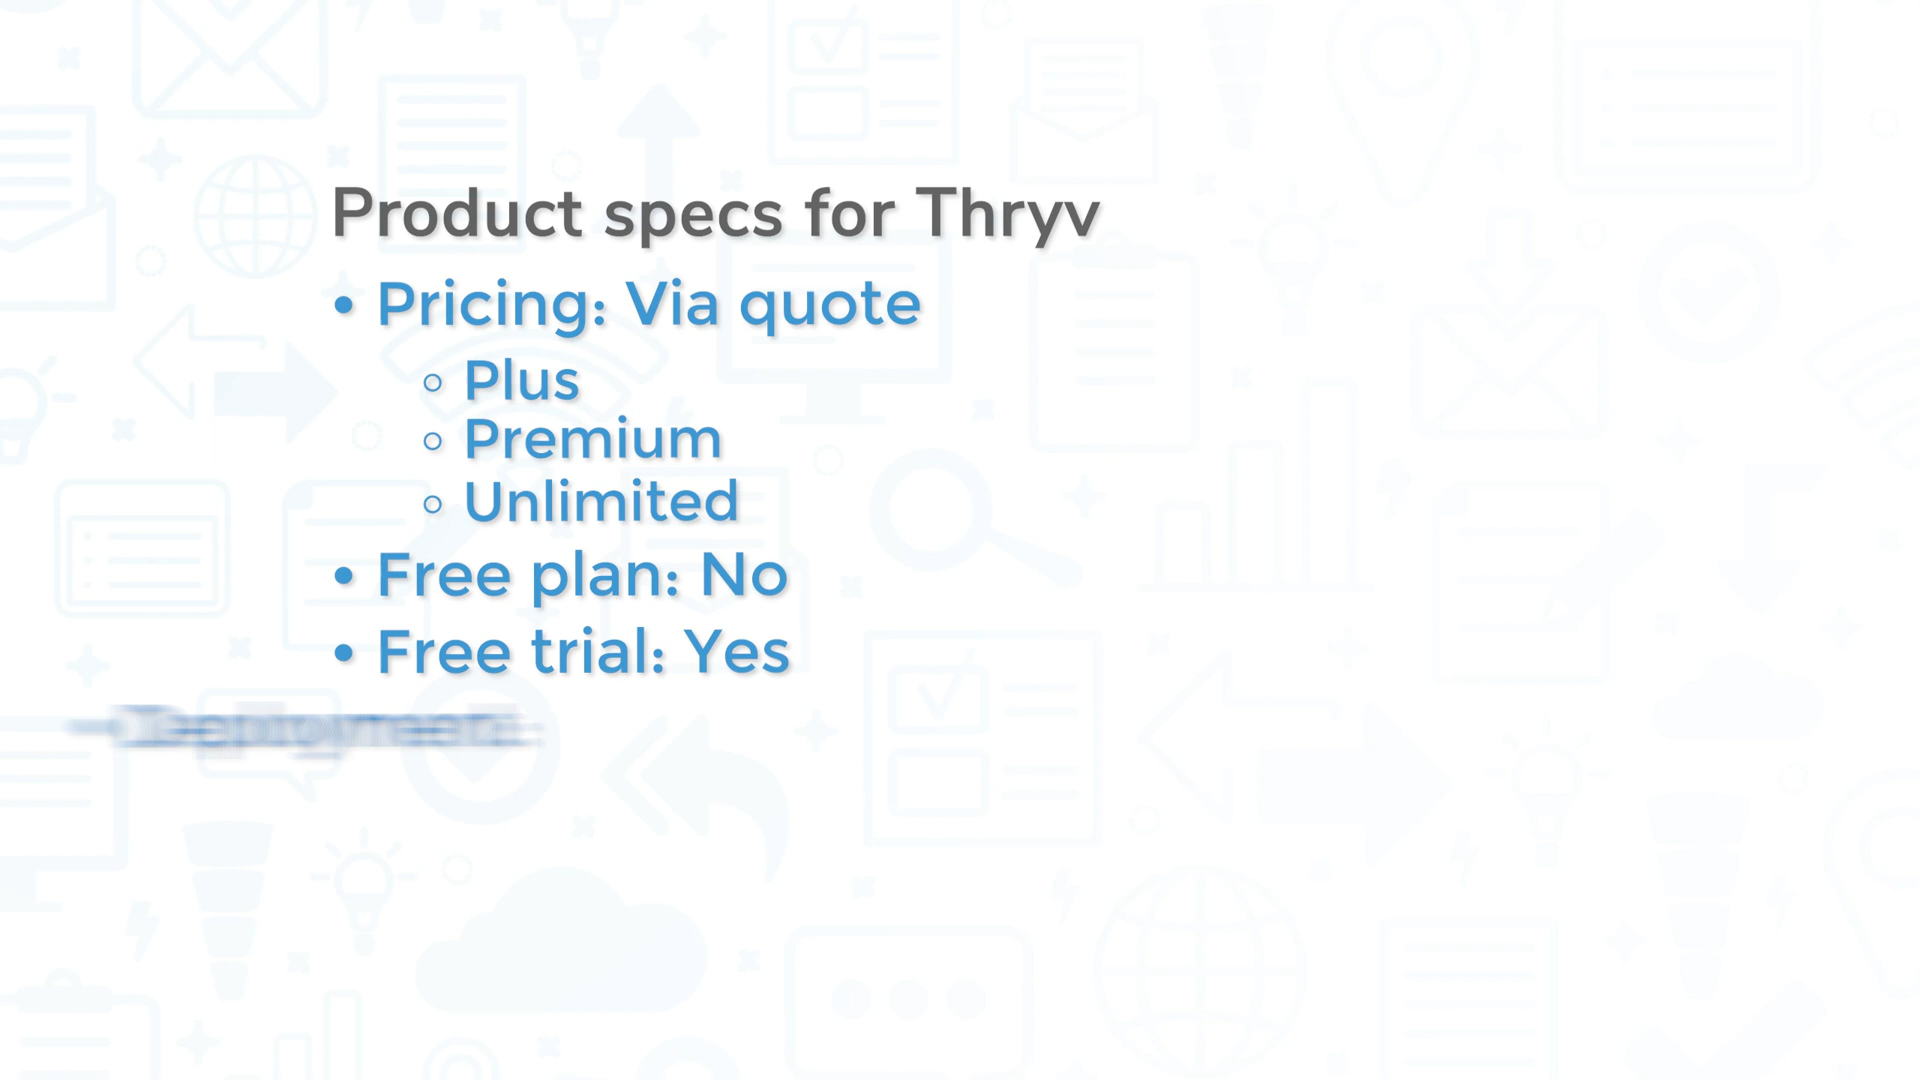 Product specs for Thryv
• Pricing: Via quote
○ Plus
○ Premium
○ Unlimited
• Free plan: No
• Free trial: Yes